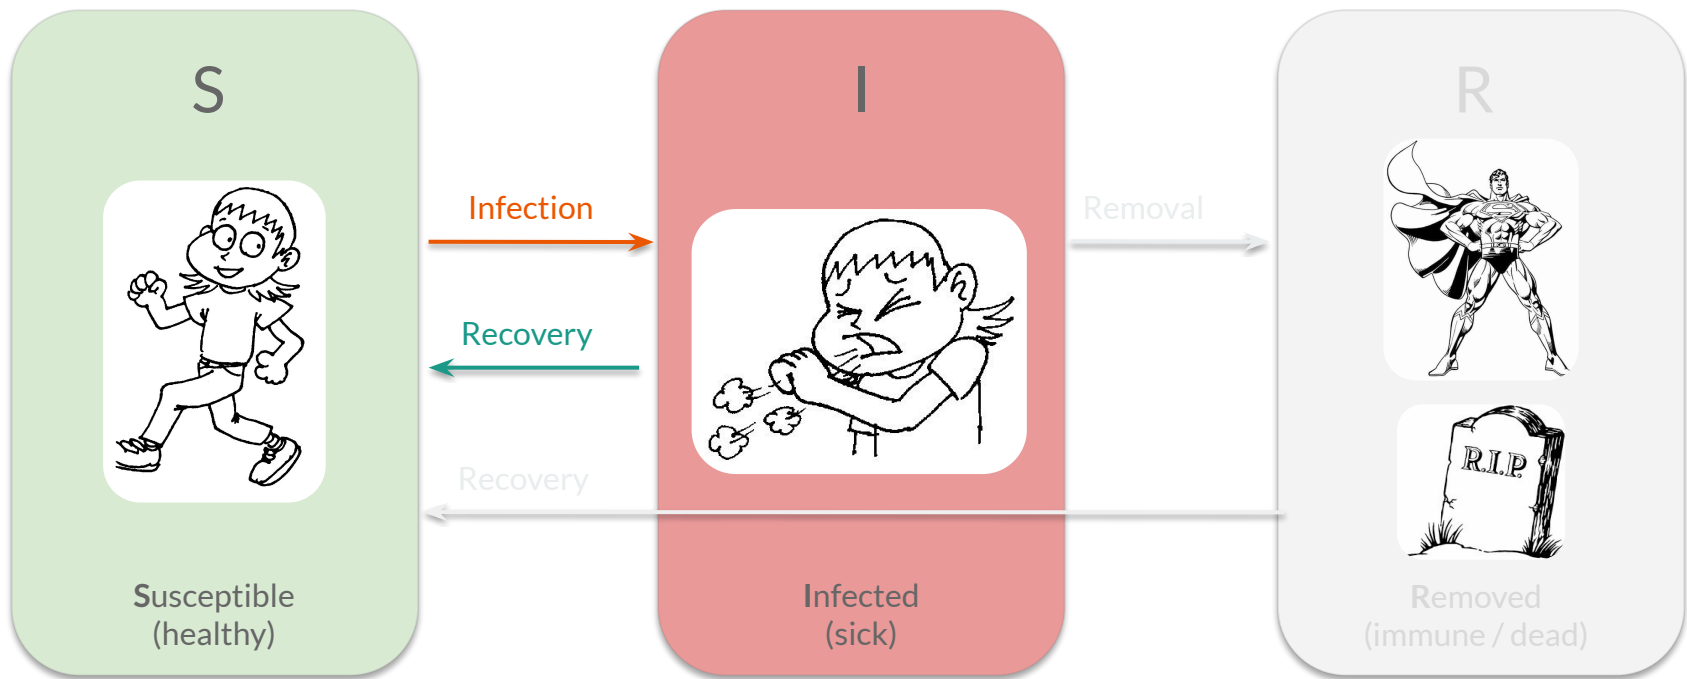 S
I
R
Infection
Removal
Recovery
Recovery
R.I.P.
Susceptible
(healthy)
Infected
(sick)
Removed
(immune / dead)